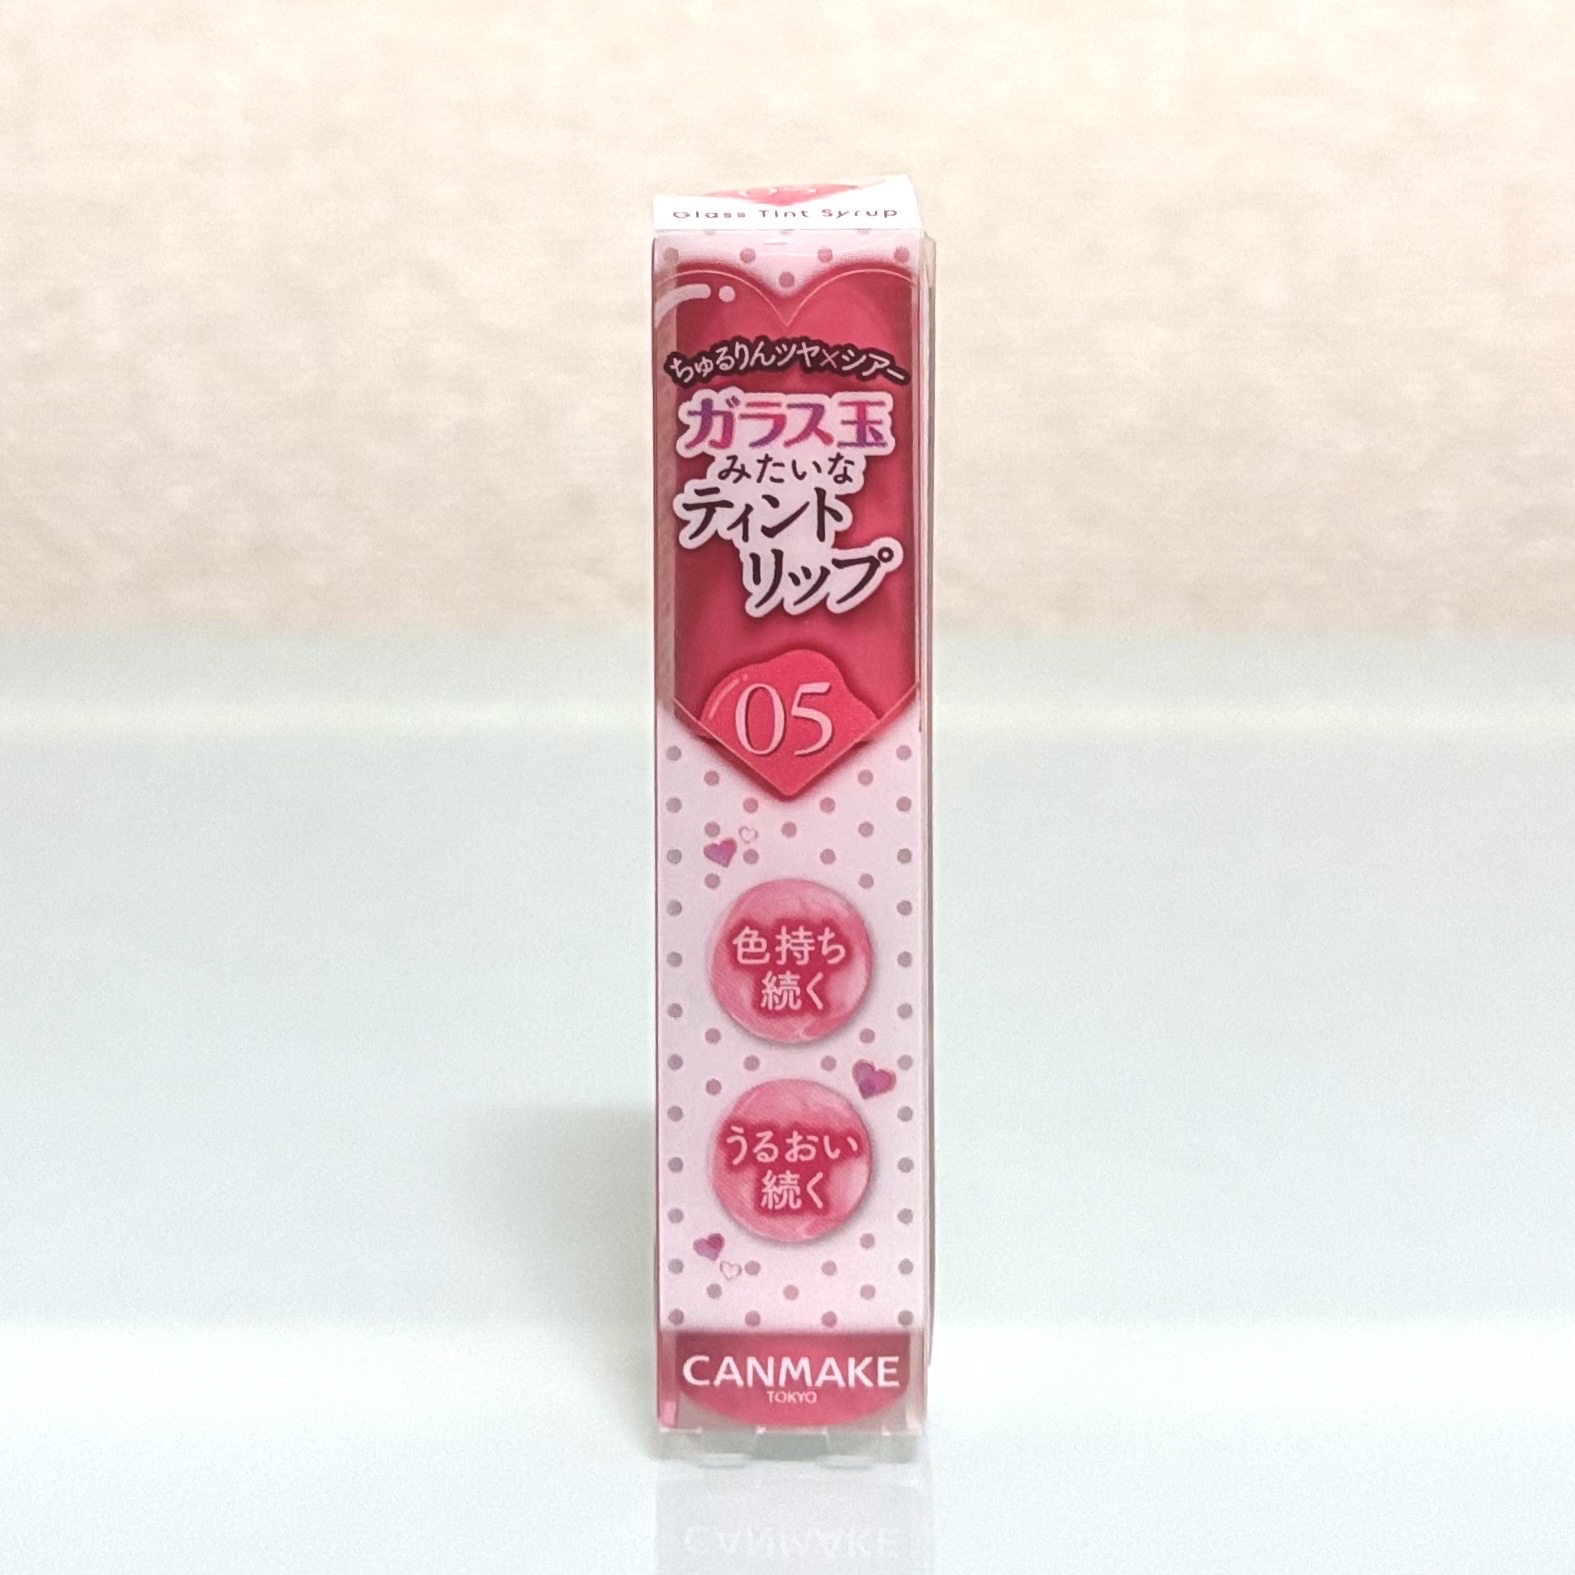 05
Glass Tint Syrup
ちゅるりんツヤ×シアー
ガラス玉
みたいな
ティント
リップ
05
色持ち
続く
うるおい
続く
CANMAKE
TOKYO
CANMAKE